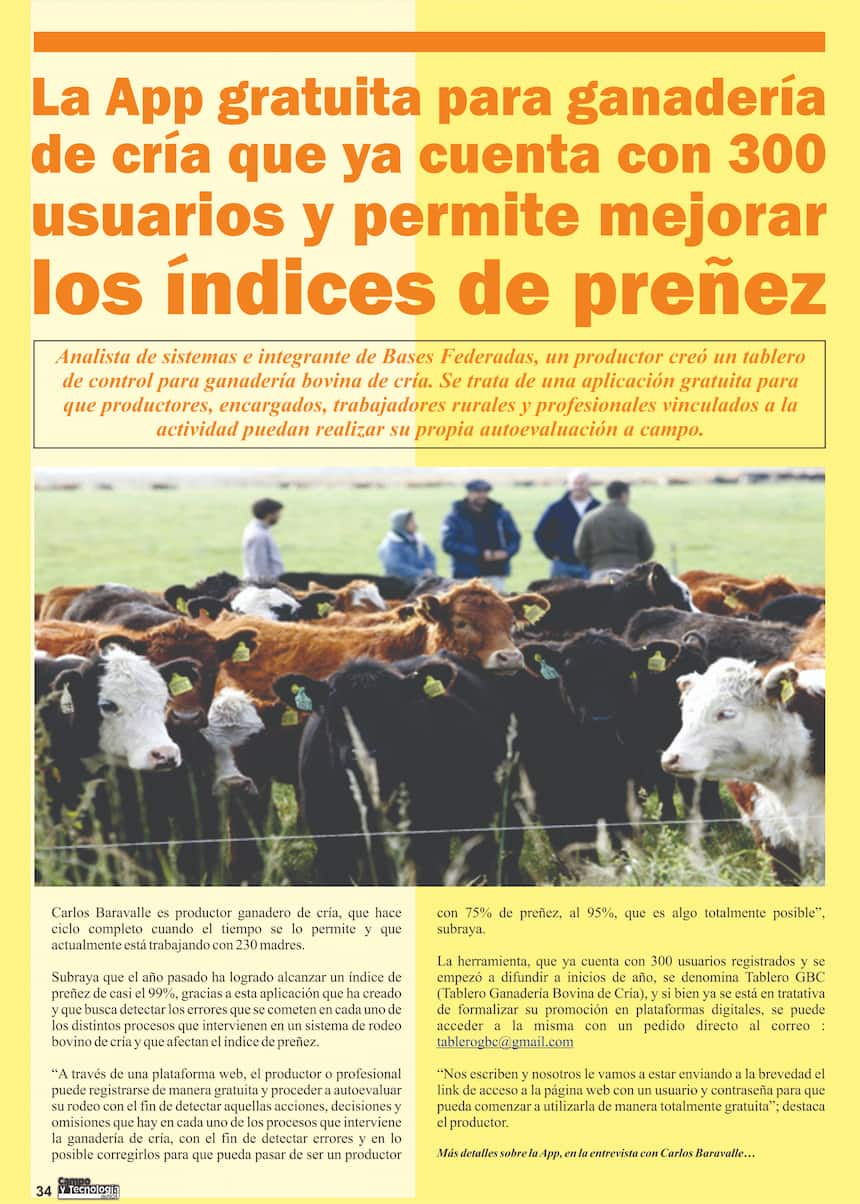 La App gratuita para ganadería
de cría que ya cuenta con 300
usuarios y permite mejorar
los índices de preñez
Analista de sistemas e integrante de Bases Federadas, un productor creó un tablero
de control para ganadería bovina de cría. Se trata de una aplicación gratuita para
que productores, encargados, trabajadores rurales y profesionales vinculados a la
actividad puedan realizar su propia autoevaluación a campo.
Carlos Baravalle es productor ganadero de cría, que hace
ciclo completo cuando el tiempo se lo permite y que
actualmente está trabajando con 230 madres.
Subraya que el año pasado ha logrado alcanzar un índice de
preñez de casi el 99%, gracias a esta aplicación que ha creado
y que busca detectar los errores que se cometen en cada uno de
los distintos procesos que intervienen en un sistema de rodeo
bovino de cría y que afectan el índice de preñez.
“A través de una plataforma web, el productor o profesional
puede registrarse de manera gratuita y proceder a autoevaluar
su rodeo con el fin de detectar aquellas acciones, decisiones y
omisiones que hay en cada uno de los procesos que interviene
la ganadería de cría, con el fin de detectar errores y en lo
posible corregirlos para que pueda pasar de ser un productor
con 75% de preñez, al 95%, que es algo totalmente posible”,
subraya.
La herramienta, que ya cuenta con 300 usuarios registrados y se
empezó a difundir a inicios de año, se denomina Tablero GBC
(Tablero Ganadería Bovina de Cría), y si bien ya se está en tratativa
de formalizar su promoción en plataformas digitales, se puede
acceder a la misma con un pedido directo al correo :
tablerogbc@gmail.com
“Nos escriben y nosotros le vamos a estar enviando a la brevedad el
link de acceso a la página web con un usuario y contraseña para que
pueda comenzar a utilizarla de manera totalmente gratuita”; destaca
el productor.
Más detalles sobre la App, en la entrevista con Carlos Baravalle…
34
Campo
y Tecnología